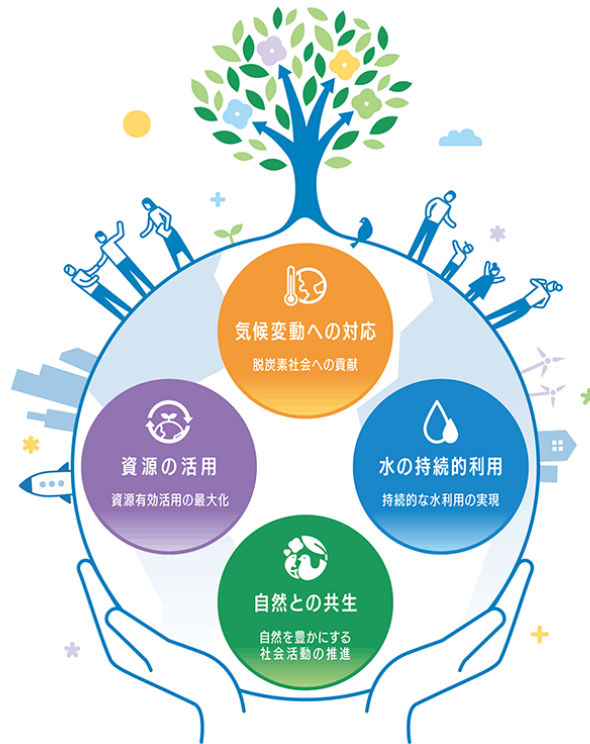 気候変動への対応
脱炭素社会への貢献
資源の活用
資源有効活用の最大化
水の持続的利用
持続的な水利用の実現
自然との共生
自然を豊かにする
社会活動の推進